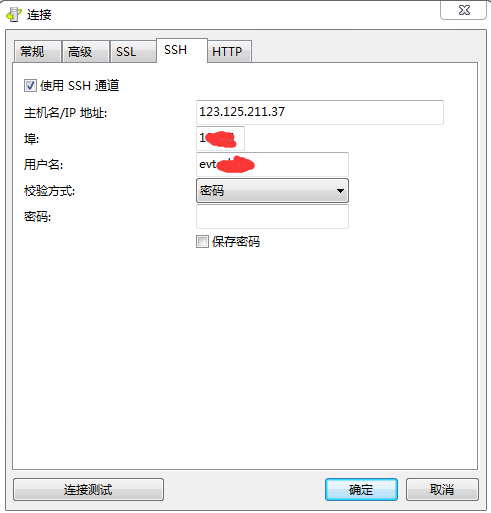 连接
常规 高级 SSL SSH HTTP
使用 SSH 通道
主机名/IP 地址: 123.125.211.37
埠: 1
用户名: evt
校验方式: 密码
密码:
保存密码
连接测试 确定 取消